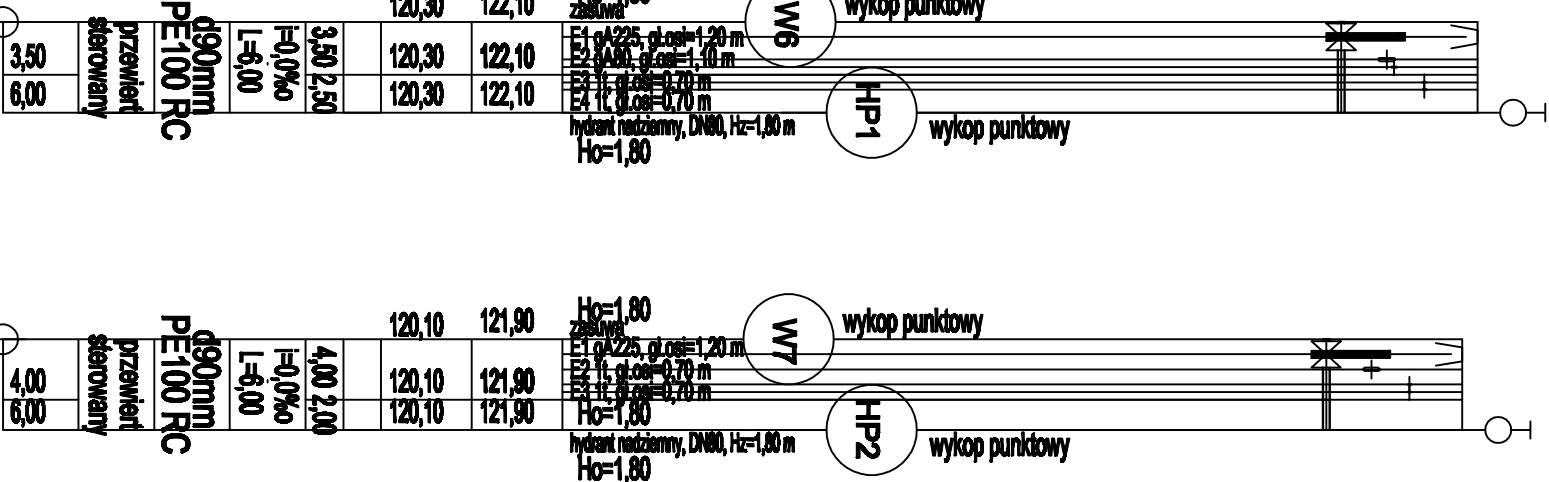 120,30 122,10 zasuwa W6 wykop punktowy
3,50 120,30 122,10 E1 gA225, gł.osi=1,20 m
E2 gA80, gł.osi=1,10 m
6,00 120,30 122,10 E3 1t, gł.osi=0,70 m
E4 1t, gł.osi=0,70 m
przewiert
sterowany
d90mm
PE100 RC
i=0,0‰
L=6,00
3,50 2,50
HP1
hydrant nadziemny, DN80, Hz=1,80 m wykop punktowy
Ho=1,80
Ho=1,80
120,10 121,90 zasuwa W7 wykop punktowy
E1 gA225, gł.osi=1,20 m
E2 1t, gł.osi=0,70 m
4,00 120,10 121,90 E3 1t, gł.osi=0,70 m
6,00 120,10 121,90 Ho=1,80
przewiert
sterowany
d90mm
PE100 RC
i=0,0‰
L=6,00
4,00 2,00
HP2
hydrant nadziemny, DN80, Hz=1,80 m wykop punktowy
Ho=1,80